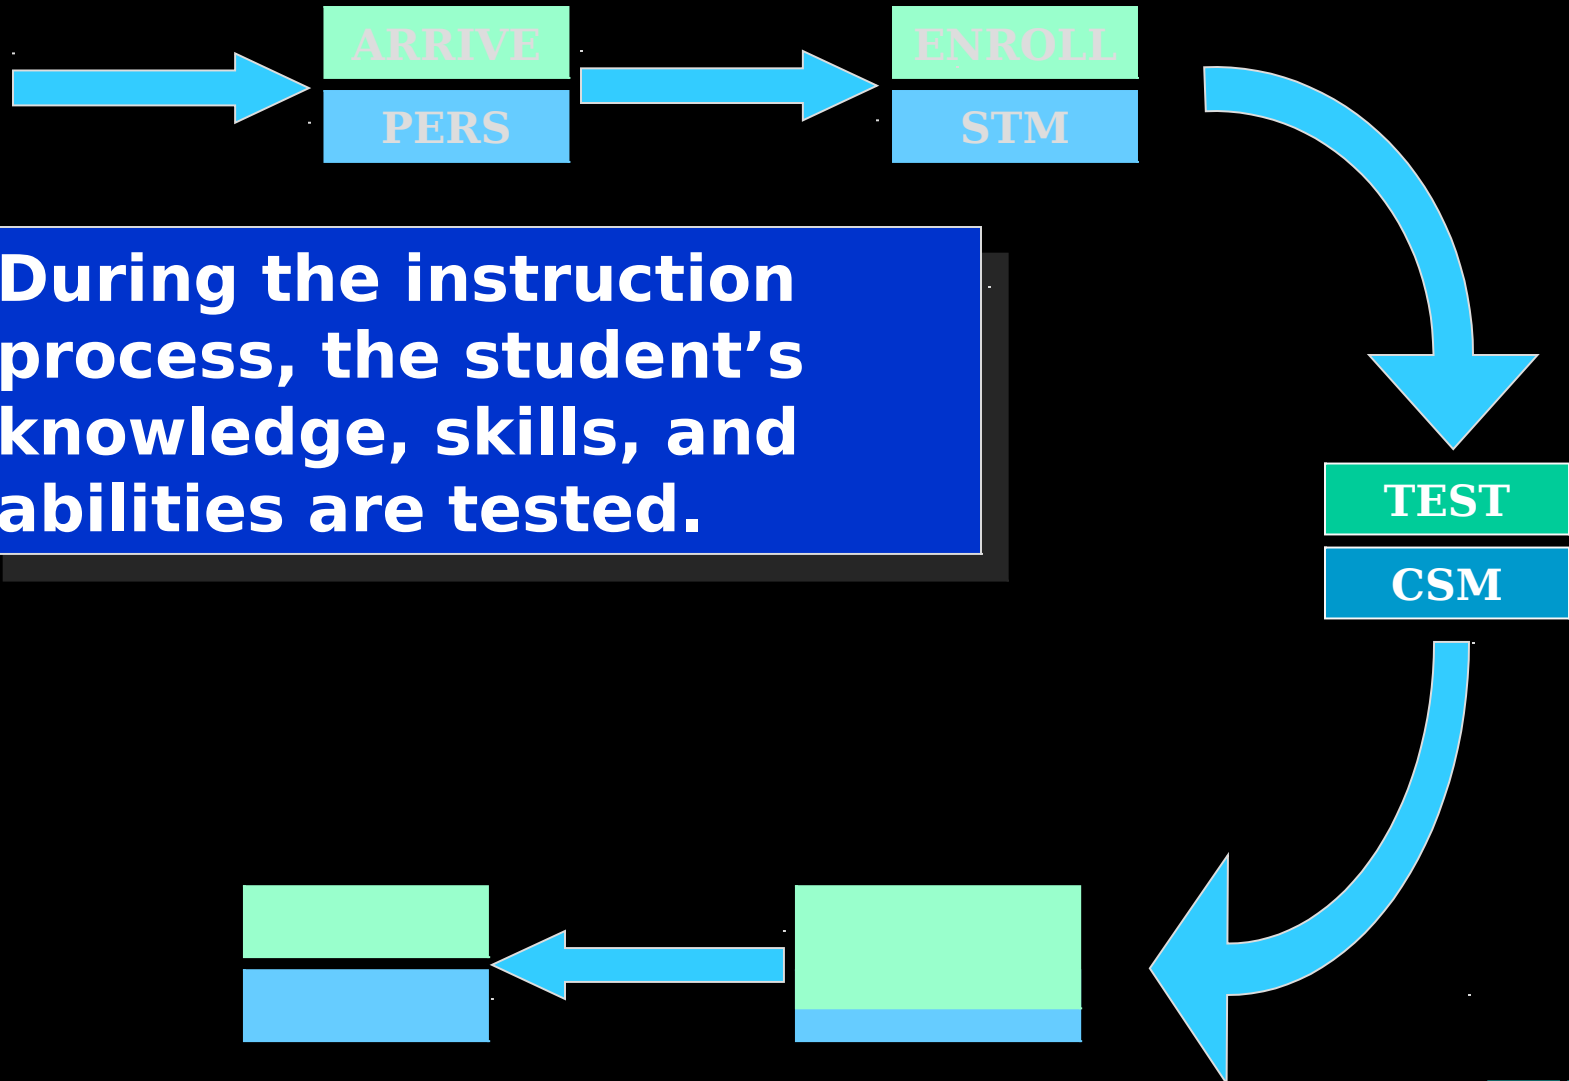 ARRIVE
PERS
ENROLL
STM
During the instruction
process, the student’s
knowledge, skills, and
abilities are tested.
TEST
CSM